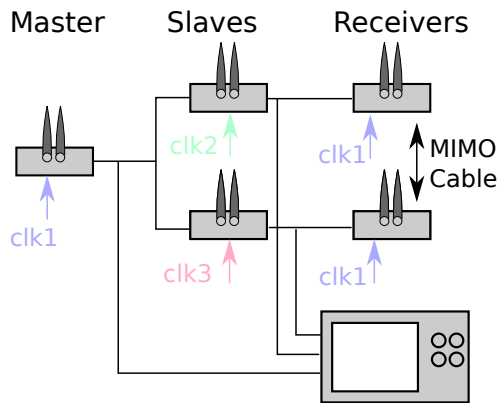 Master
Slaves
Receivers
clk2
clk1
MIMO
Cable
clk1
clk3
clk1